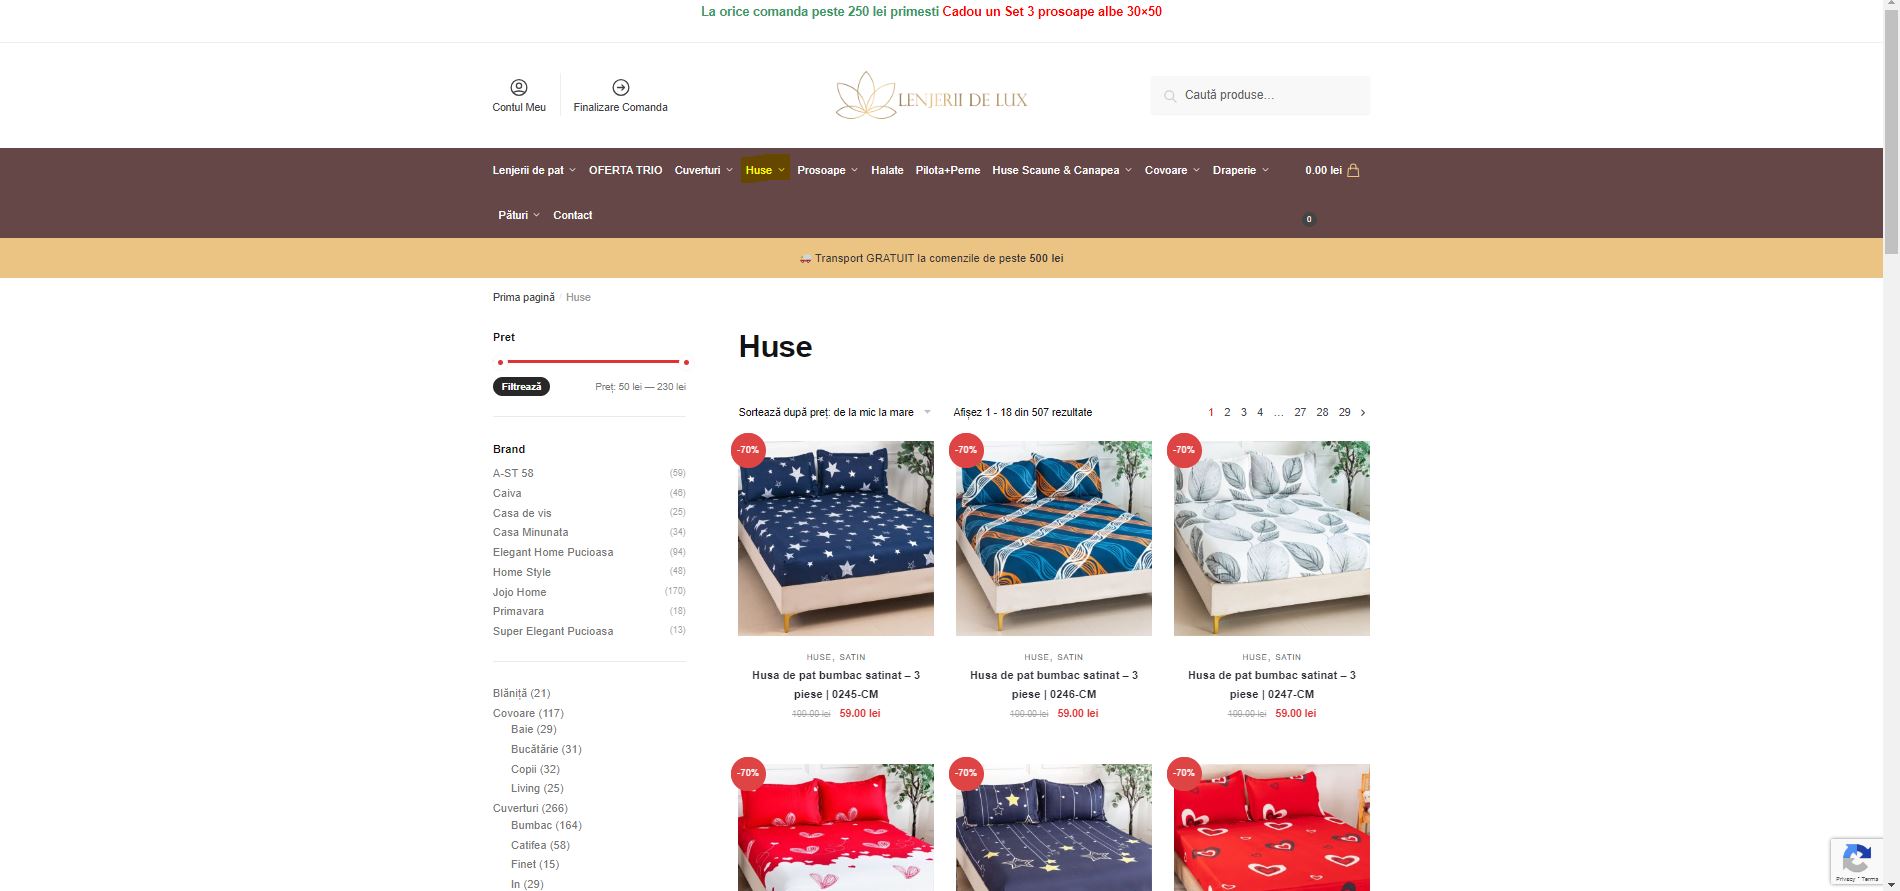 La orice comanda peste 250 lei primesti Cadou un Set 3 prosoape albe 30×50
Contul Meu
Finalizare Comanda
LENJERII DE LUX
Caută produse...
Lenjerii de pat OFERTA TRIO Cuverturi Huse Prosoape Halate Pilota+Perne Huse Scaune & Canapea Covoare Draperie 0.00 lei
Pături Contact 0
Transport GRATUIT la comenzile de peste 500 lei
Prima pagină / Huse
Pret
Filtrează Preț: 50 lei — 230 lei
Brand
A-ST 58 (59)
Caiva (46)
Casa de vis (25)
Casa Minunata (34)
Elegant Home Pucioasa (94)
Home Style (48)
Jojo Home (170)
Primavara (18)
Super Elegant Pucioasa (13)
Blăniță (21)
Covoare (117)
Baie (29)
Bucătărie (31)
Copii (32)
Living (25)
Cuverturi (266)
Bumbac (164)
Catifea (58)
Finet (15)
In (29)
Huse
Sortează după preț: de la mic la mare
Afișez 1 - 18 din 507 rezultate
1 2 3 4 … 27 28 29
-70%
HUSE, SATIN
Husa de pat bumbac satinat – 3
piese | 0245-CM
59.00 lei
-70%
HUSE, SATIN
Husa de pat bumbac satinat – 3
piese | 0246-CM
59.00 lei
-70%
HUSE, SATIN
Husa de pat bumbac satinat – 3
piese | 0247-CM
59.00 lei
-70%
-70%
-70%
Privacy - Terms